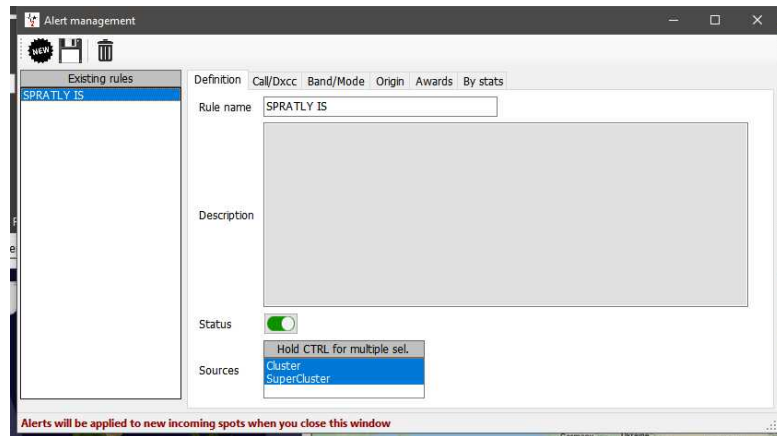 Alert management
NEW
Existing rules
SPRATLY IS
Definition Call/Dxcc Band/Mode Origin Awards By stats
Rule name SPRATLY IS
Description
Status
Hold CTRL for multiple sel.
Sources
Cluster
SuperCluster
Alerts will be applied to new incoming spots when you close this window